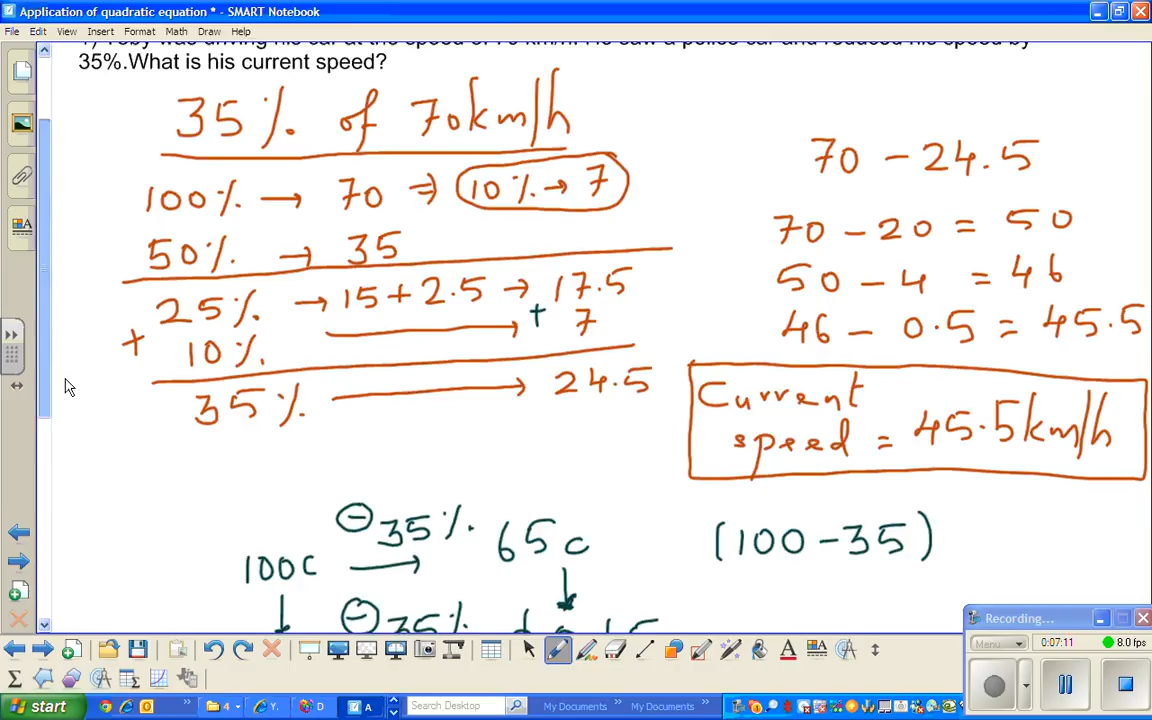 Application of quadratic equation * - SMART Notebook
File Edit View Insert Format Math Draw Help
35%.What is his current speed?
35% of 70km/h
100% → 70 ⇒ 10% → 7
50% → 35
25% → 15 + 2.5 → 17.5
+ 10% → + 7
35% → 24.5
70 - 24.5
70 - 20 = 50
50 - 4 = 46
46 - 0.5 = 45.5
Current
speed = 45.5km/h
⊖ 35%
100c → 65c
(100 - 35)
⊖ 35%
Recording...
Menu
0:07:11
8.0 fps
start
4
Y.
D
A
Search Desktop
My Documents
My Documents